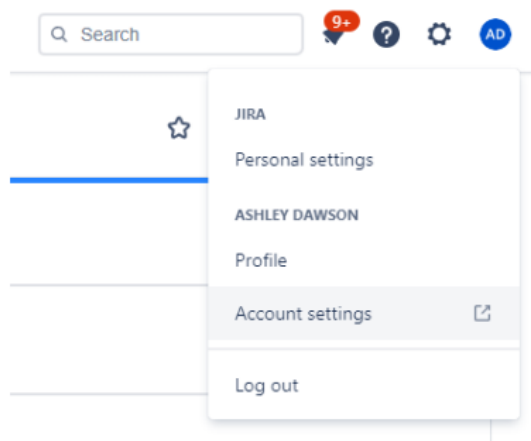 Search
9+
?
AD
JIRA
Personal settings
ASHLEY DAWSON
Profile
Account settings
Log out